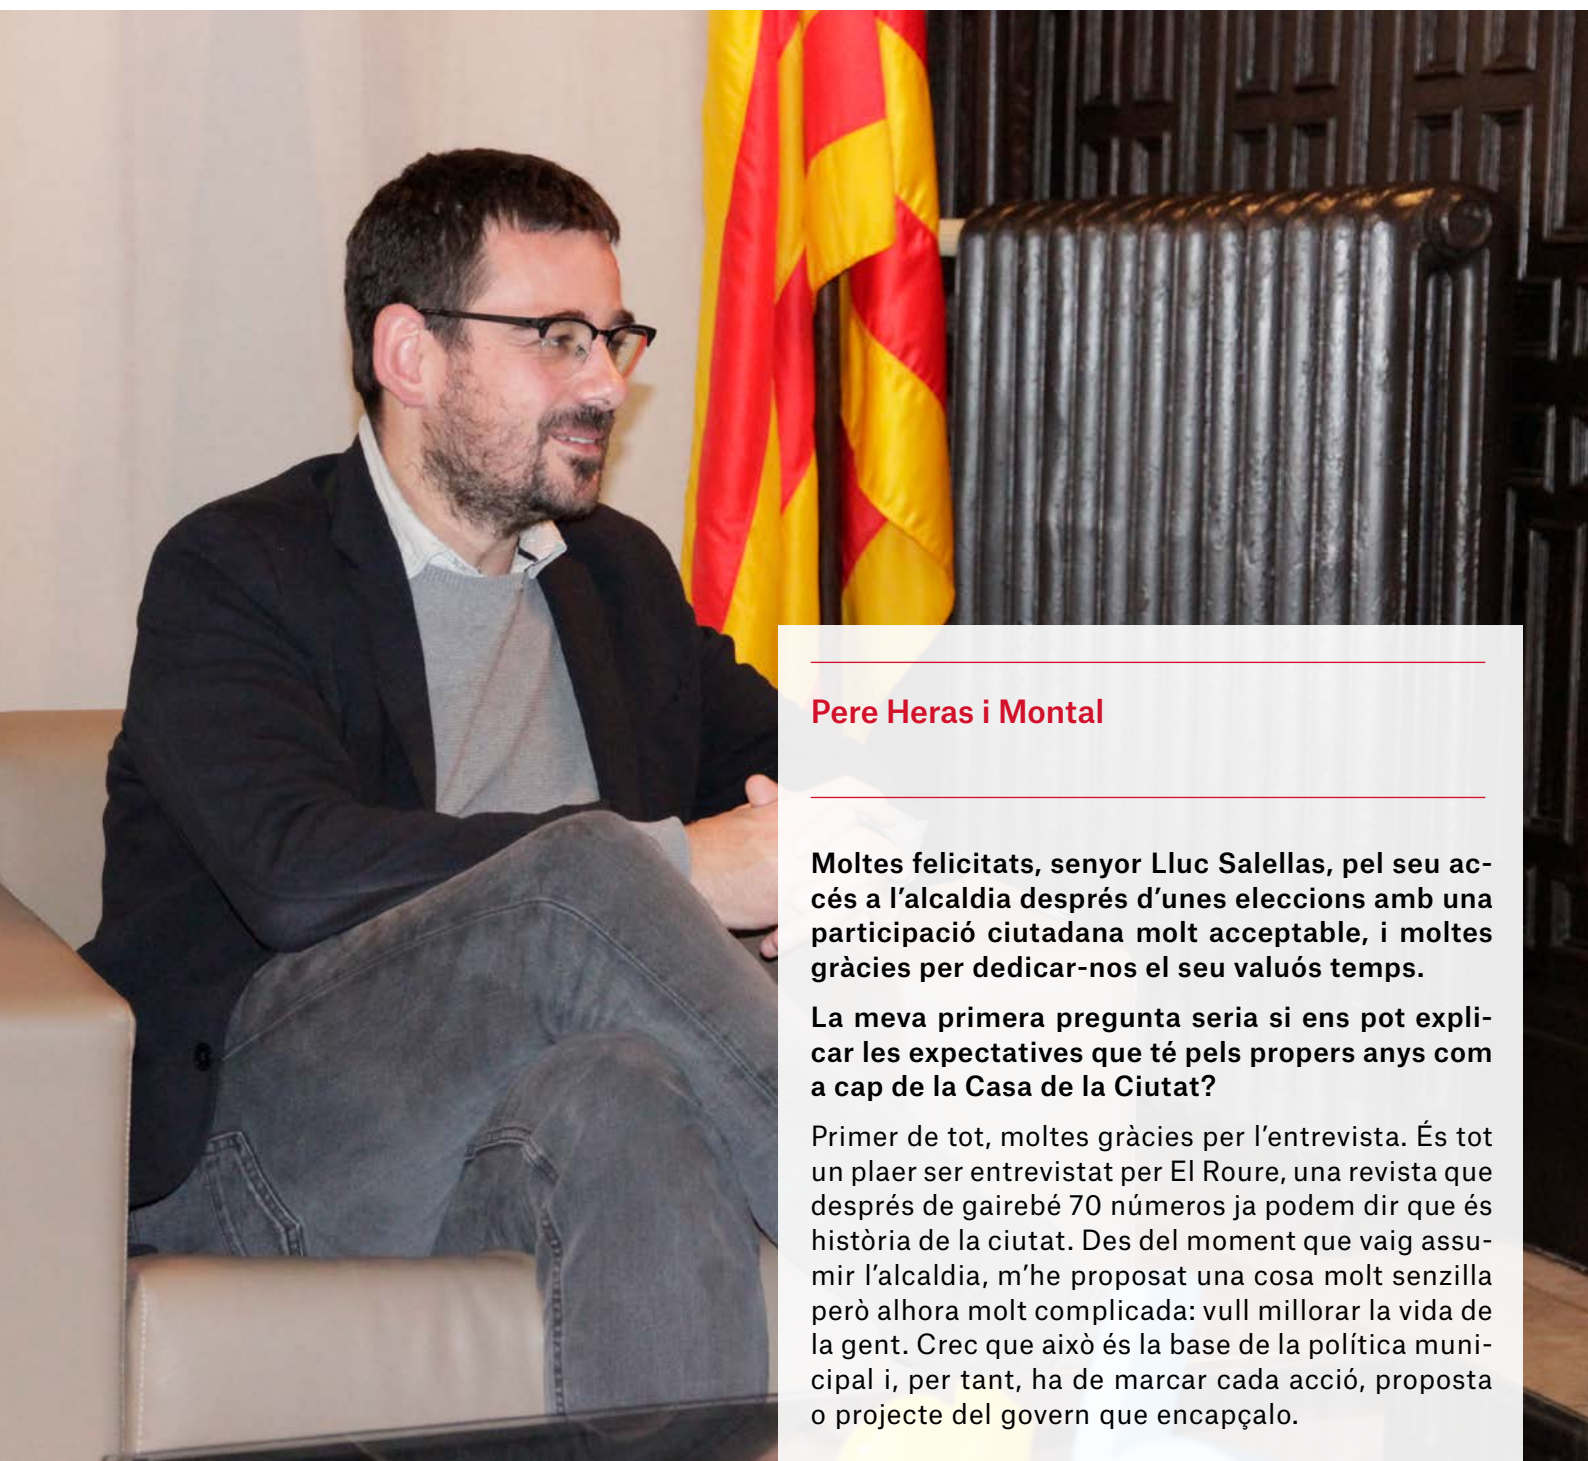 Pere Heras i Montal
Moltes felicitats, senyor Lluc Salellas, pel seu ac-
cés a l’alcaldia després d’unes eleccions amb una
participació ciutadana molt acceptable, i moltes
gràcies per dedicar-nos el seu valuós temps.
La meva primera pregunta seria si ens pot expli-
car les expectatives que té pels propers anys com
a cap de la Casa de la Ciutat?
Primer de tot, moltes gràcies per l’entrevista. És tot
un plaer ser entrevistat per El Roure, una revista que
després de gairebé 70 números ja podem dir que és
història de la ciutat. Des del moment que vaig assu-
mir l’alcaldia, m’he proposat una cosa molt senzilla
però alhora molt complicada: vull millorar la vida de
la gent. Crec que això és la base de la política muni-
cipal i, per tant, ha de marcar cada acció, proposta
o projecte del govern que encapçalo.